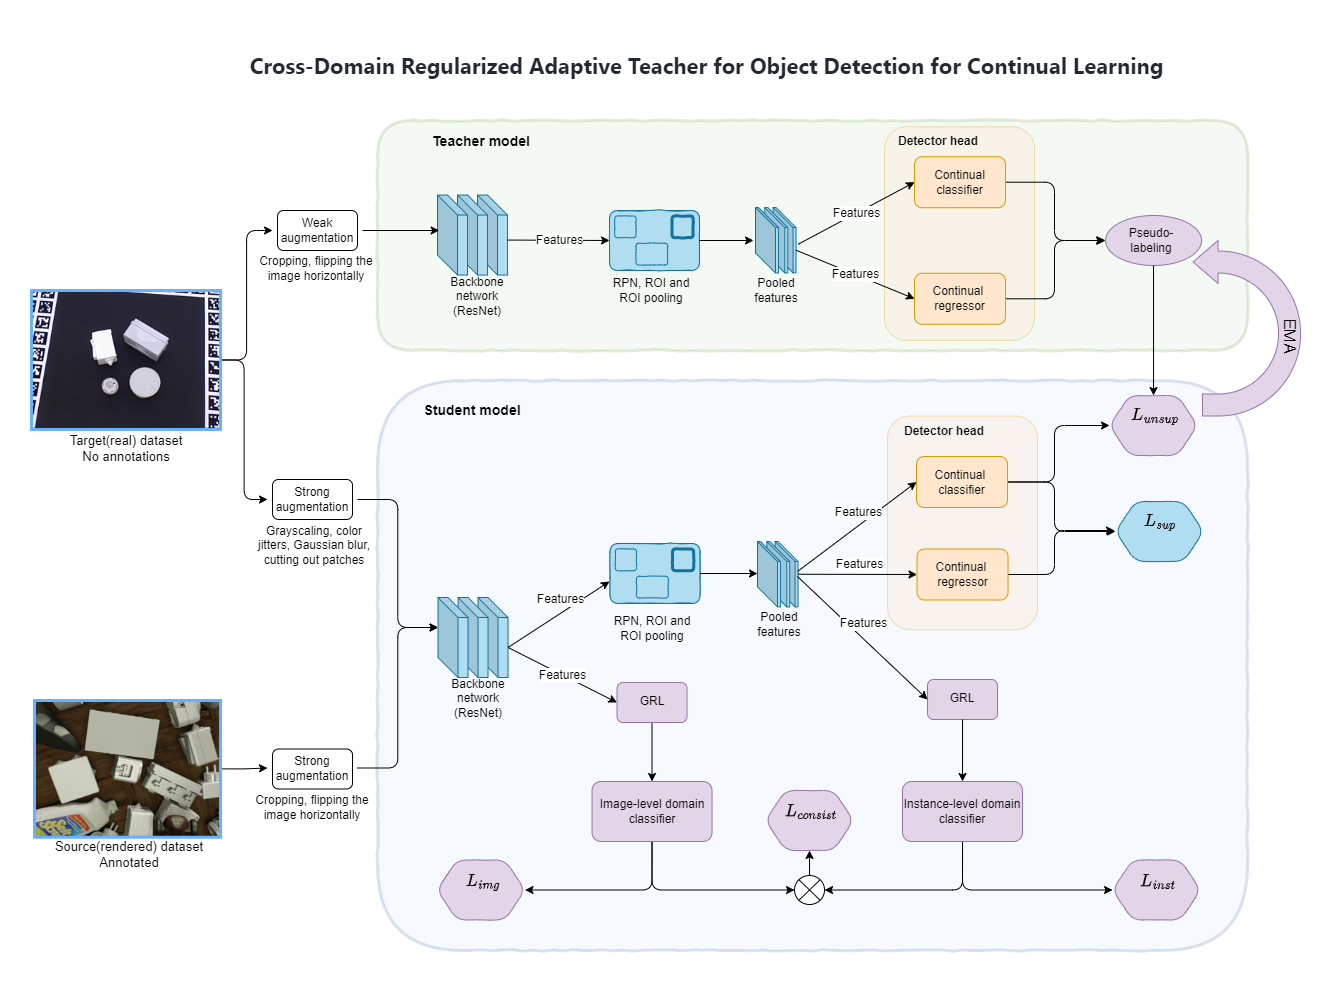 Cross-Domain Regularized Adaptive Teacher for Object Detection for Continual Learning
Teacher model
Detector head
Continual
classifier
Weak
augmentation
Cropping, flipping the
image horizontally
Features
Features
Features
Backbone
network
(ResNet)
RPN, ROI and
ROI pooling
Pooled
features
Continual
regressor
Pseudo-
labeling
EMA
Target(real) dataset
No annotations
Student model
Detector head
L unsup
Strong
augmentation
Grayscaling, color
jitters, Gaussian blur,
cutting out patches
Continual
classifier
Features
L sup
Features
Continual
regressor
Features
RPN, ROI and
ROI pooling
Pooled
features
Features
Features
Backbone
network
(ResNet)
GRL
GRL
Strong
augmentation
Cropping, flipping the
image horizontally
Source(rendered) dataset
Annotated
Image-level domain
classifier
L consist
Instance-level domain
classifier
L img
L inst